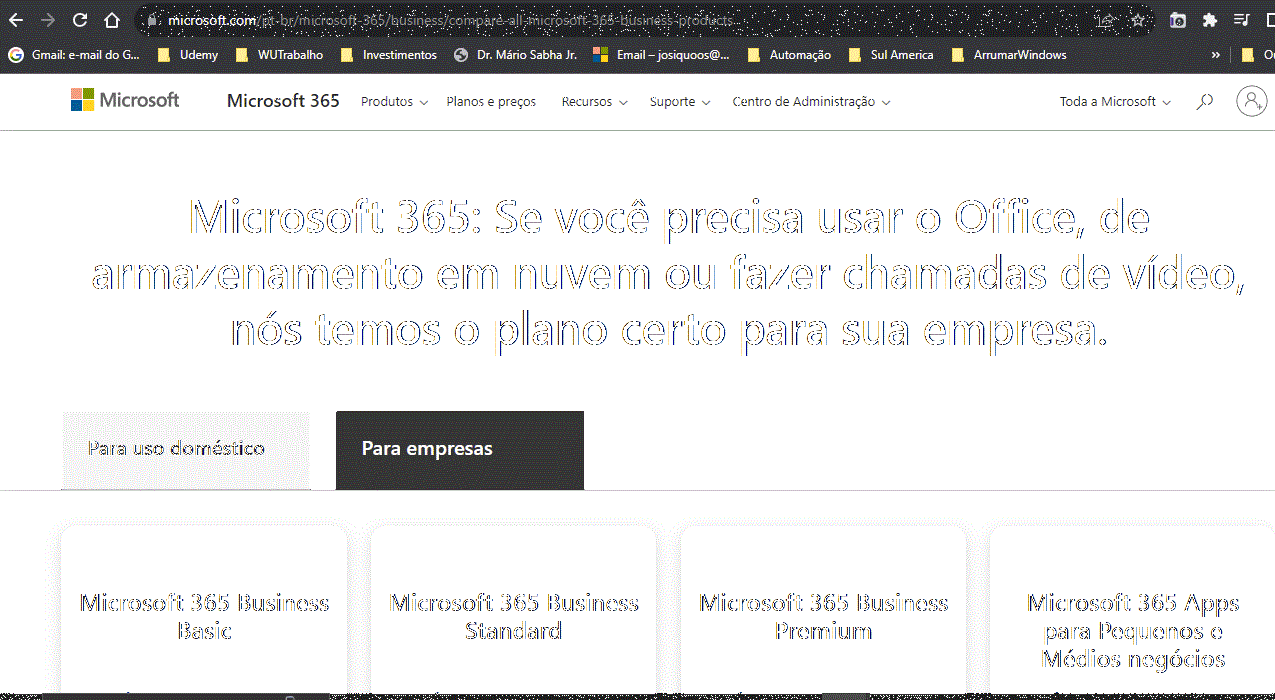 microsoft.com/pt-br/microsoft-365/business/compare-all-microsoft-365-business-products...
Gmail: e-mail do G... Udemy WUTrabalho Investimentos Dr. Mário Sabha Jr. Email – josiquoos@... Automação Sul America ArrumarWindows »
Microsoft Microsoft 365 Produtos Planos e preços Recursos Suporte Centro de Administração Toda a Microsoft
Microsoft 365: Se você precisa usar o Office, de
armazenamento em nuvem ou fazer chamadas de vídeo,
nós temos o plano certo para sua empresa.
Para uso doméstico Para empresas
Microsoft 365 Business
Basic
Microsoft 365 Business
Standard
Microsoft 365 Business
Premium
Microsoft 365 Apps
para Pequenos e
Médios negócios